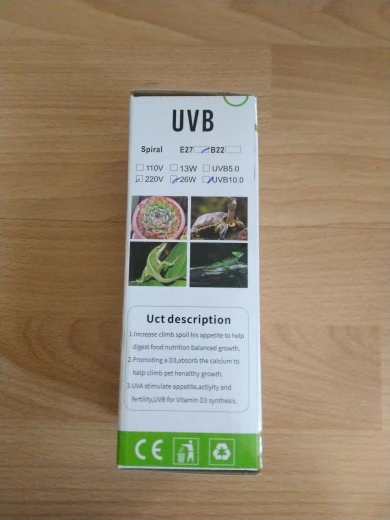 UVB
Spiral E27 B22
110V 13W UVB5.0
220V 26W UVB10.0
Uct description
1.Increase climb spoil his appetite to help
digest food nutrition balanced growth.
2.Promoting a D3,absorb the calcium to
help climb pet henalthy growth.
3.UVA stimulate appetite,actiyity and
fertility,UVB for Vitamin D3 synthesis.
CE